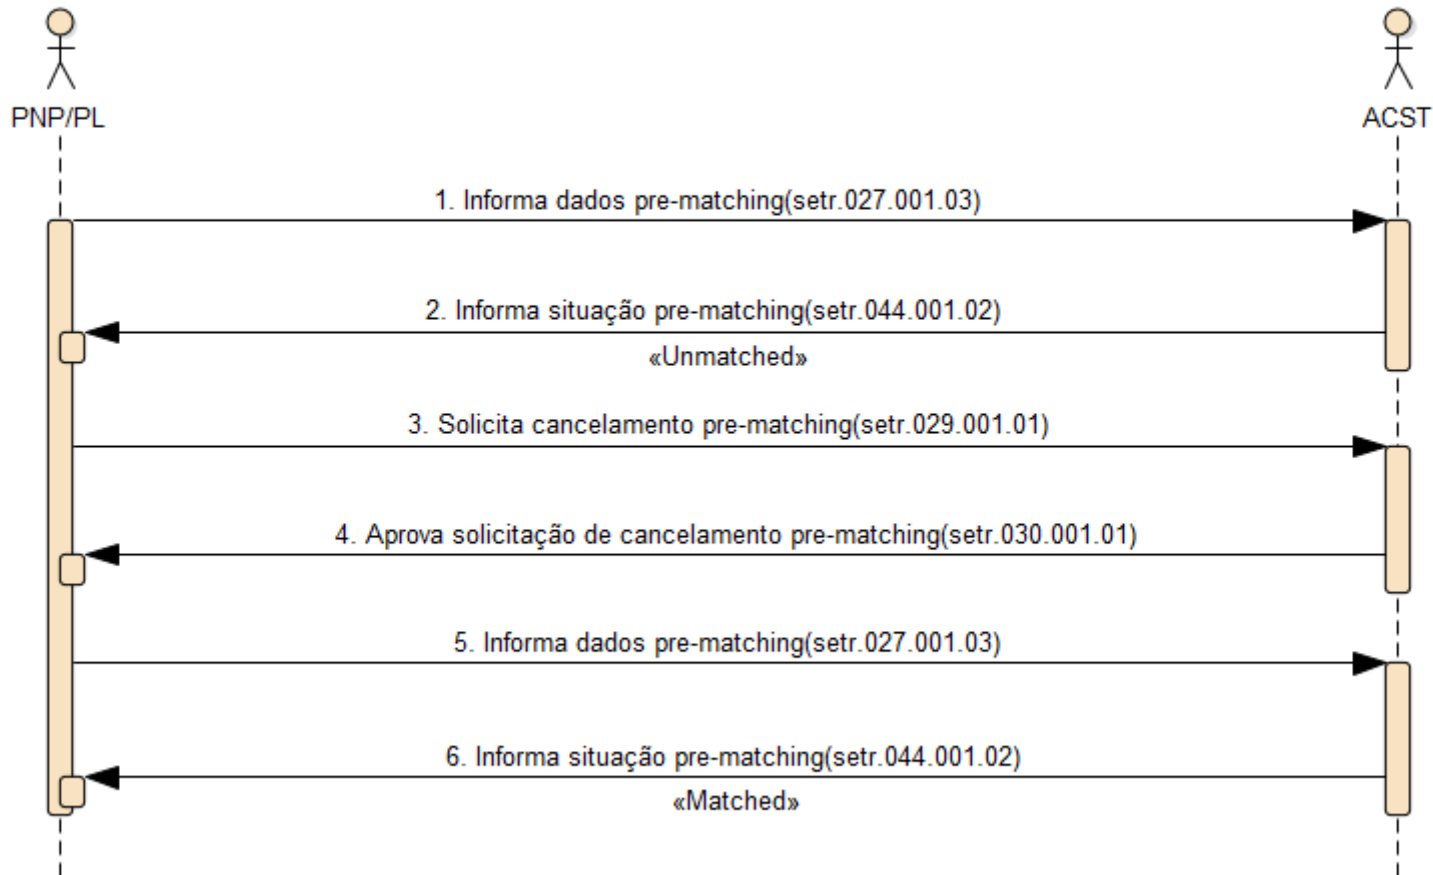 PNP/PL
ACST
1. Informa dados pre-matching(setr.027.001.03)
2. Informa situação pre-matching(setr.044.001.02)
«Unmatched»
3. Solicita cancelamento pre-matching(setr.029.001.01)
4. Aprova solicitação de cancelamento pre-matching(setr.030.001.01)
5. Informa dados pre-matching(setr.027.001.03)
6. Informa situação pre-matching(setr.044.001.02)
«Matched»